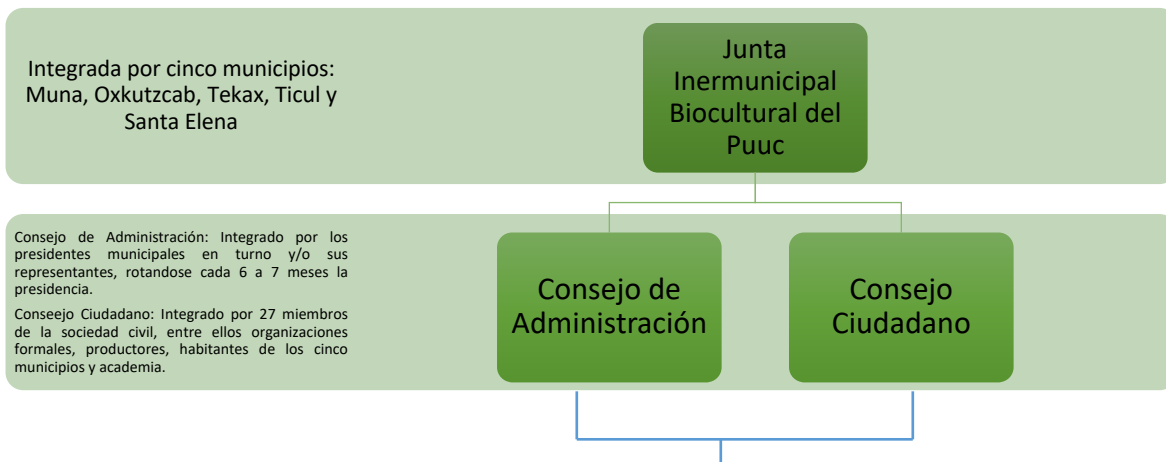 Integrada por cinco municipios:
Muna, Oxkutzcab, Tekax, Ticul y
Santa Elena
Junta
Inermunicipal
Biocultural del
Puuc
Consejo de Administración: Integrado por los
presidentes municipales en turno y/o sus
representantes, rotandose cada 6 a 7 meses la
presidencia.
Conseejo Ciudadano: Integrado por 27 miembros
de la sociedad civil, entre ellos organizaciones
formales, productores, habitantes de los cinco
municipios y academia.
Consejo de
Administración
Consejo
Ciudadano